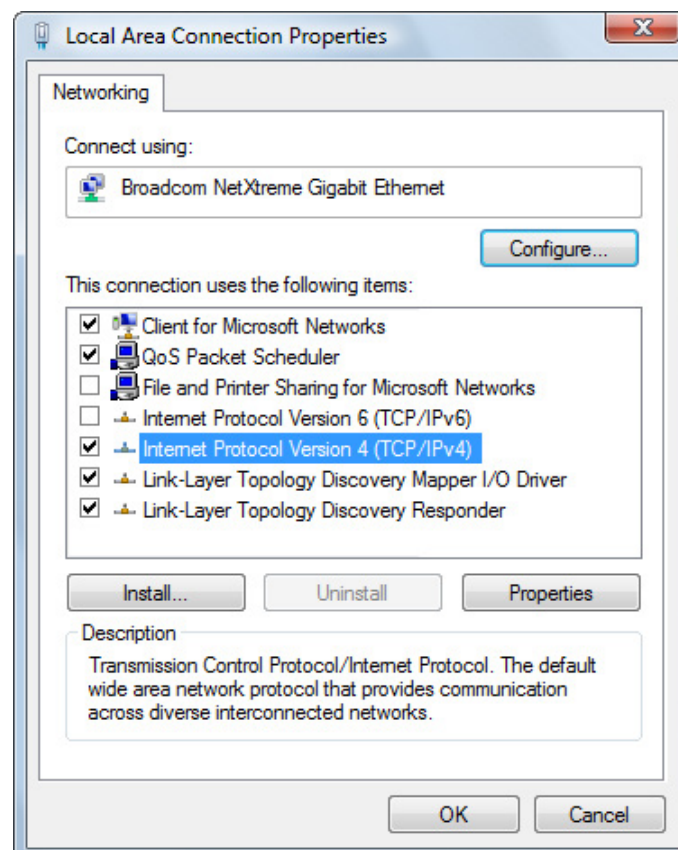 Local Area Connection Properties
Networking
Connect using:
Broadcom NetXtreme Gigabit Ethernet
Configure...
This connection uses the following items:
Client for Microsoft Networks
QoS Packet Scheduler
File and Printer Sharing for Microsoft Networks
Internet Protocol Version 6 (TCP/IPv6)
Internet Protocol Version 4 (TCP/IPv4)
Link-Layer Topology Discovery Mapper I/O Driver
Link-Layer Topology Discovery Responder
Install... Uninstall Properties
Description
Transmission Control Protocol/Internet Protocol. The default
wide area network protocol that provides communication
across diverse interconnected networks.
OK Cancel